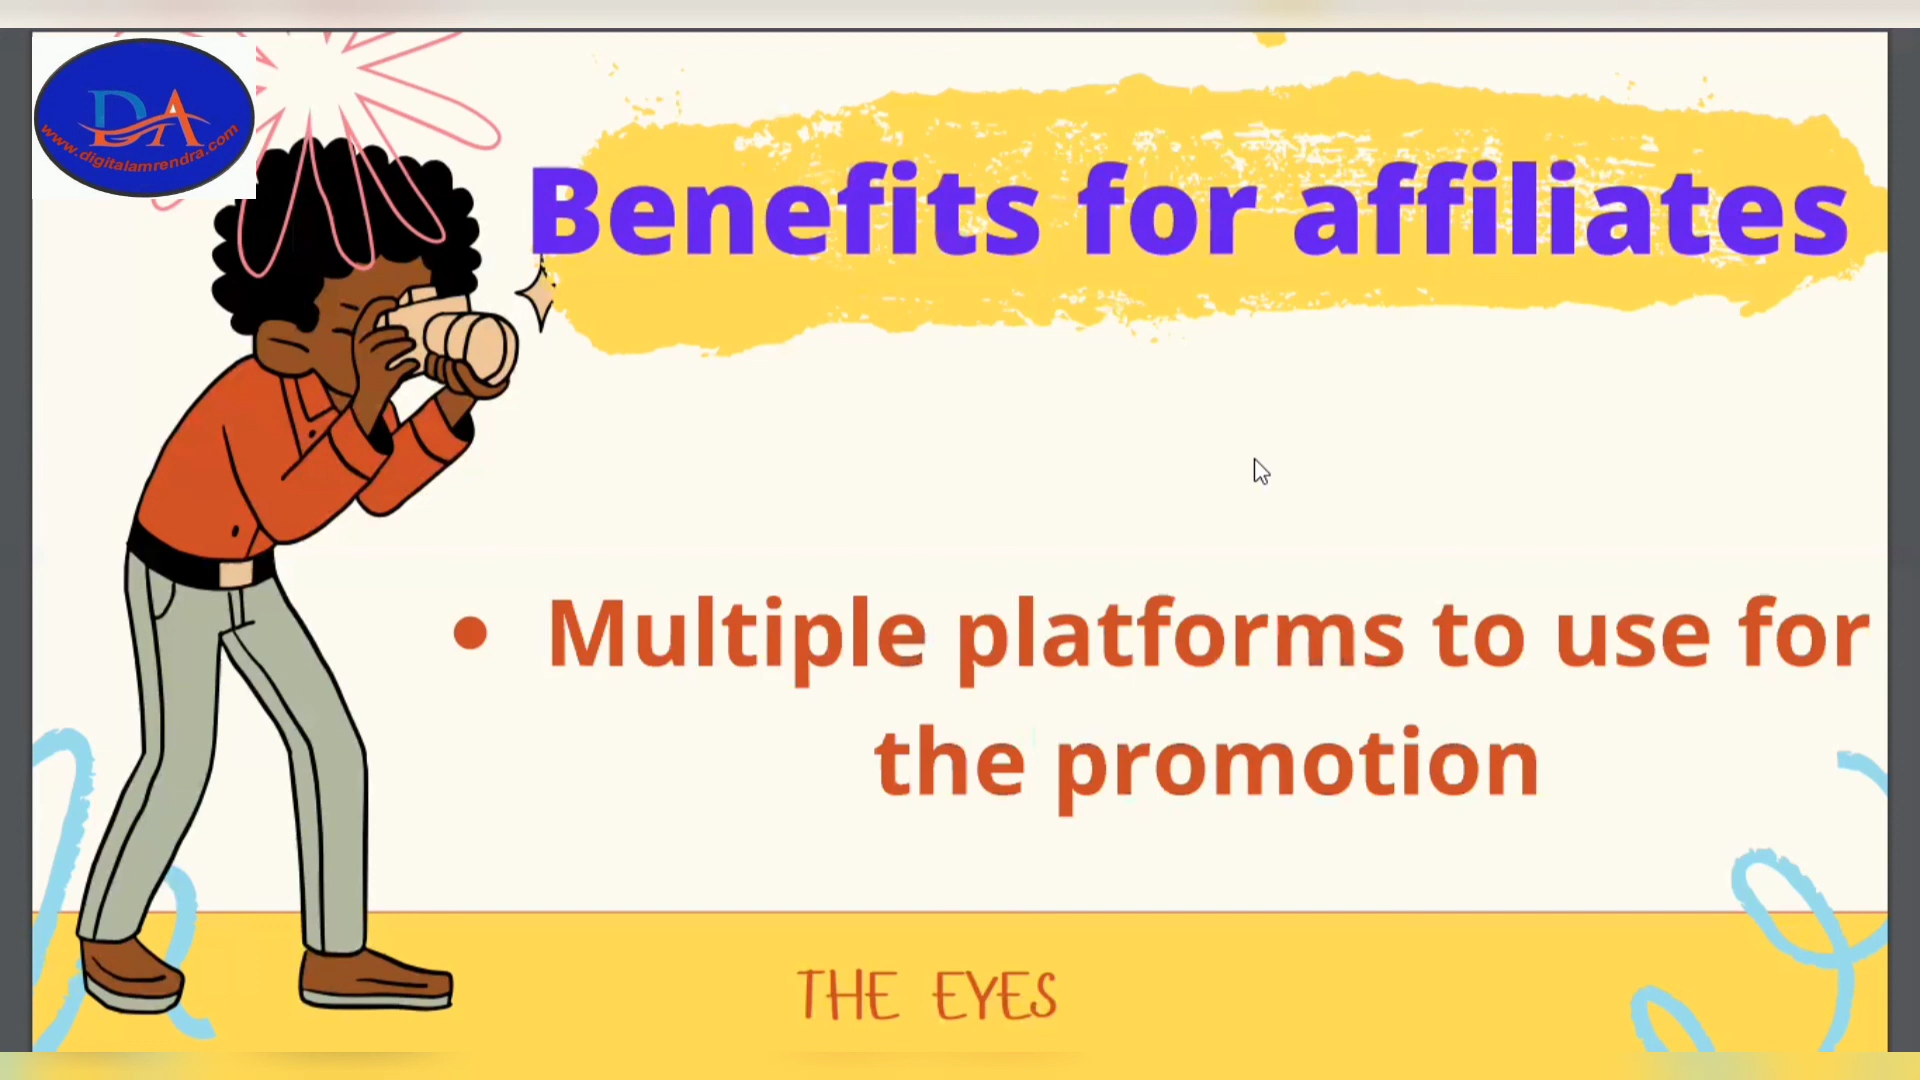 DA
www.digitalamrendra.com
Benefits for affiliates
• Multiple platforms to use for
the promotion
THE EYES